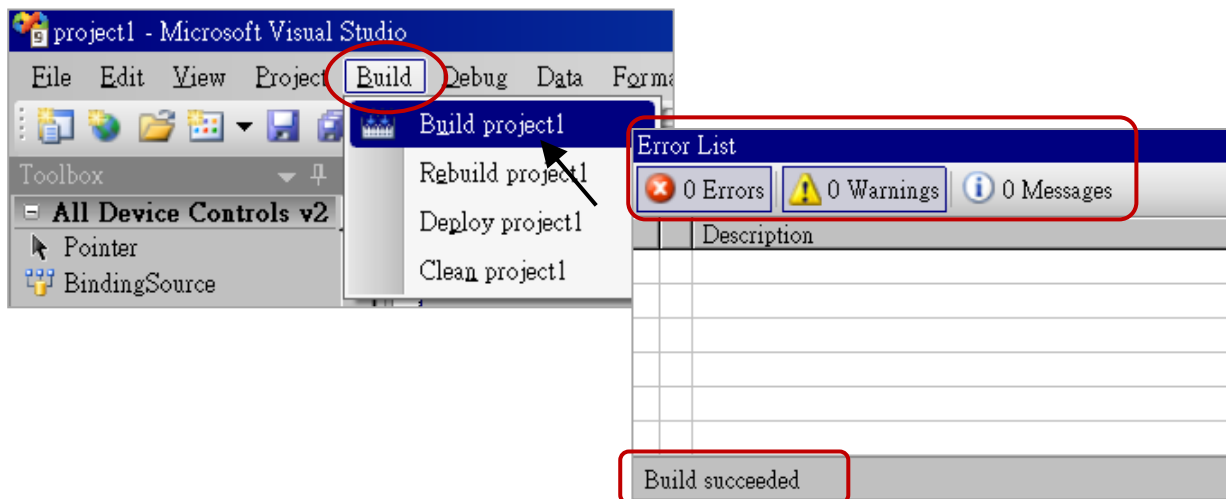 project1 - Microsoft Visual Studio
File Edit View Project Build Debug Data
Build project1
Toolbox
Rebuild project1
All Device Controls v2
Deploy project1
Pointer
Clean project1
BindingSource
Error List
0 Errors 0 Warnings 0 Messages
Description
Build succeeded